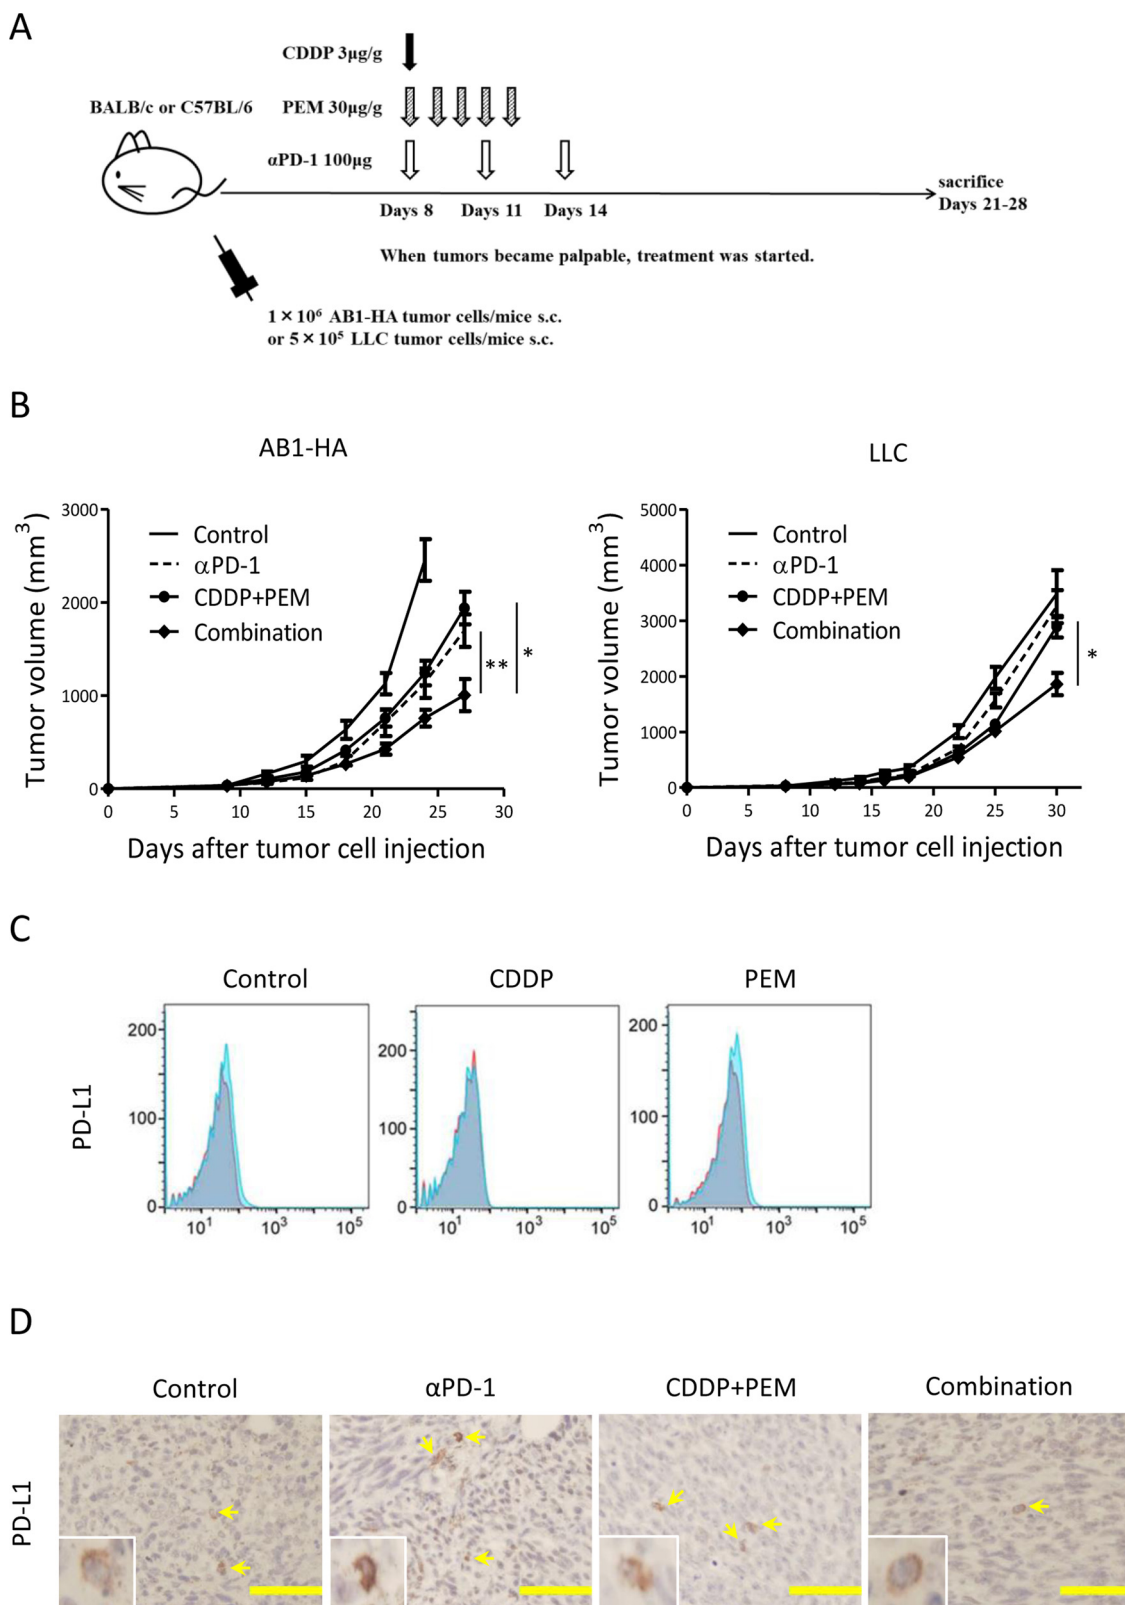 A
CDDP 3μg/g
BALB/c or C57BL/6
PEM 30μg/g
αPD-1 100μg
Days 8
Days 11
Days 14
sacrifice
Days 21-28
When tumors became palpable, treatment was started.
1×10⁶ AB1-HA tumor cells/mice s.c.
or 5×10⁵ LLC tumor cells/mice s.c.
B
AB1-HA
Tumor volume (mm³)
3000
2000
1000
0
Control
αPD-1
CDDP+PEM
Combination
**
*
0 5 10 15 20 25 30
Days after tumor cell injection
LLC
Tumor volume (mm³)
5000
4000
3000
2000
1000
0
Control
αPD-1
CDDP+PEM
Combination
*
0 5 10 15 20 25 30
Days after tumor cell injection
C
PD-L1
Control
200
100
0
10¹ 10³ 10⁵
CDDP
200
100
0
10¹ 10³ 10⁵
PEM
200
100
0
10¹ 10³ 10⁵
D
PD-L1
Control
αPD-1
CDDP+PEM
Combination